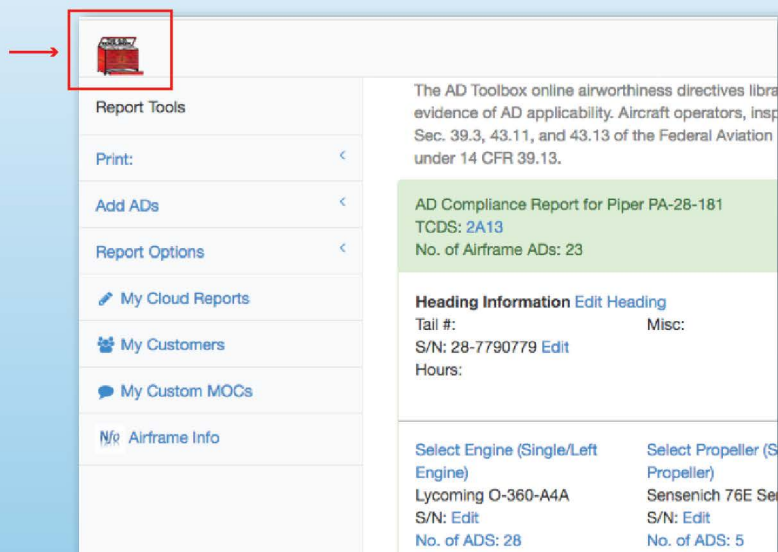 Report Tools
Print:
Add ADs
Report Options
My Cloud Reports
My Customers
My Custom MOCs
Nfo Airframe Info
The AD Toolbox online airworthiness directives
evidence of AD applicability. Aircraft operators,
Sec. 39.3, 43.11, and 43.13 of the Federal Aviation
under 14 CFR 39.13.
AD Compliance Report for Piper PA-28-181
TCDS: 2A13
No. of Airframe ADs: 23
Heading Information Edit Heading
Tail #:
Misc:
S/N: 28-7790779 Edit
Hours:
Select Engine (Single/Left
Engine)
Lycoming O-360-A4A
S/N: Edit
No. of ADS: 28
Select Propeller
Propeller)
Sensenich 76E
S/N: Edit
No. of ADS: 5